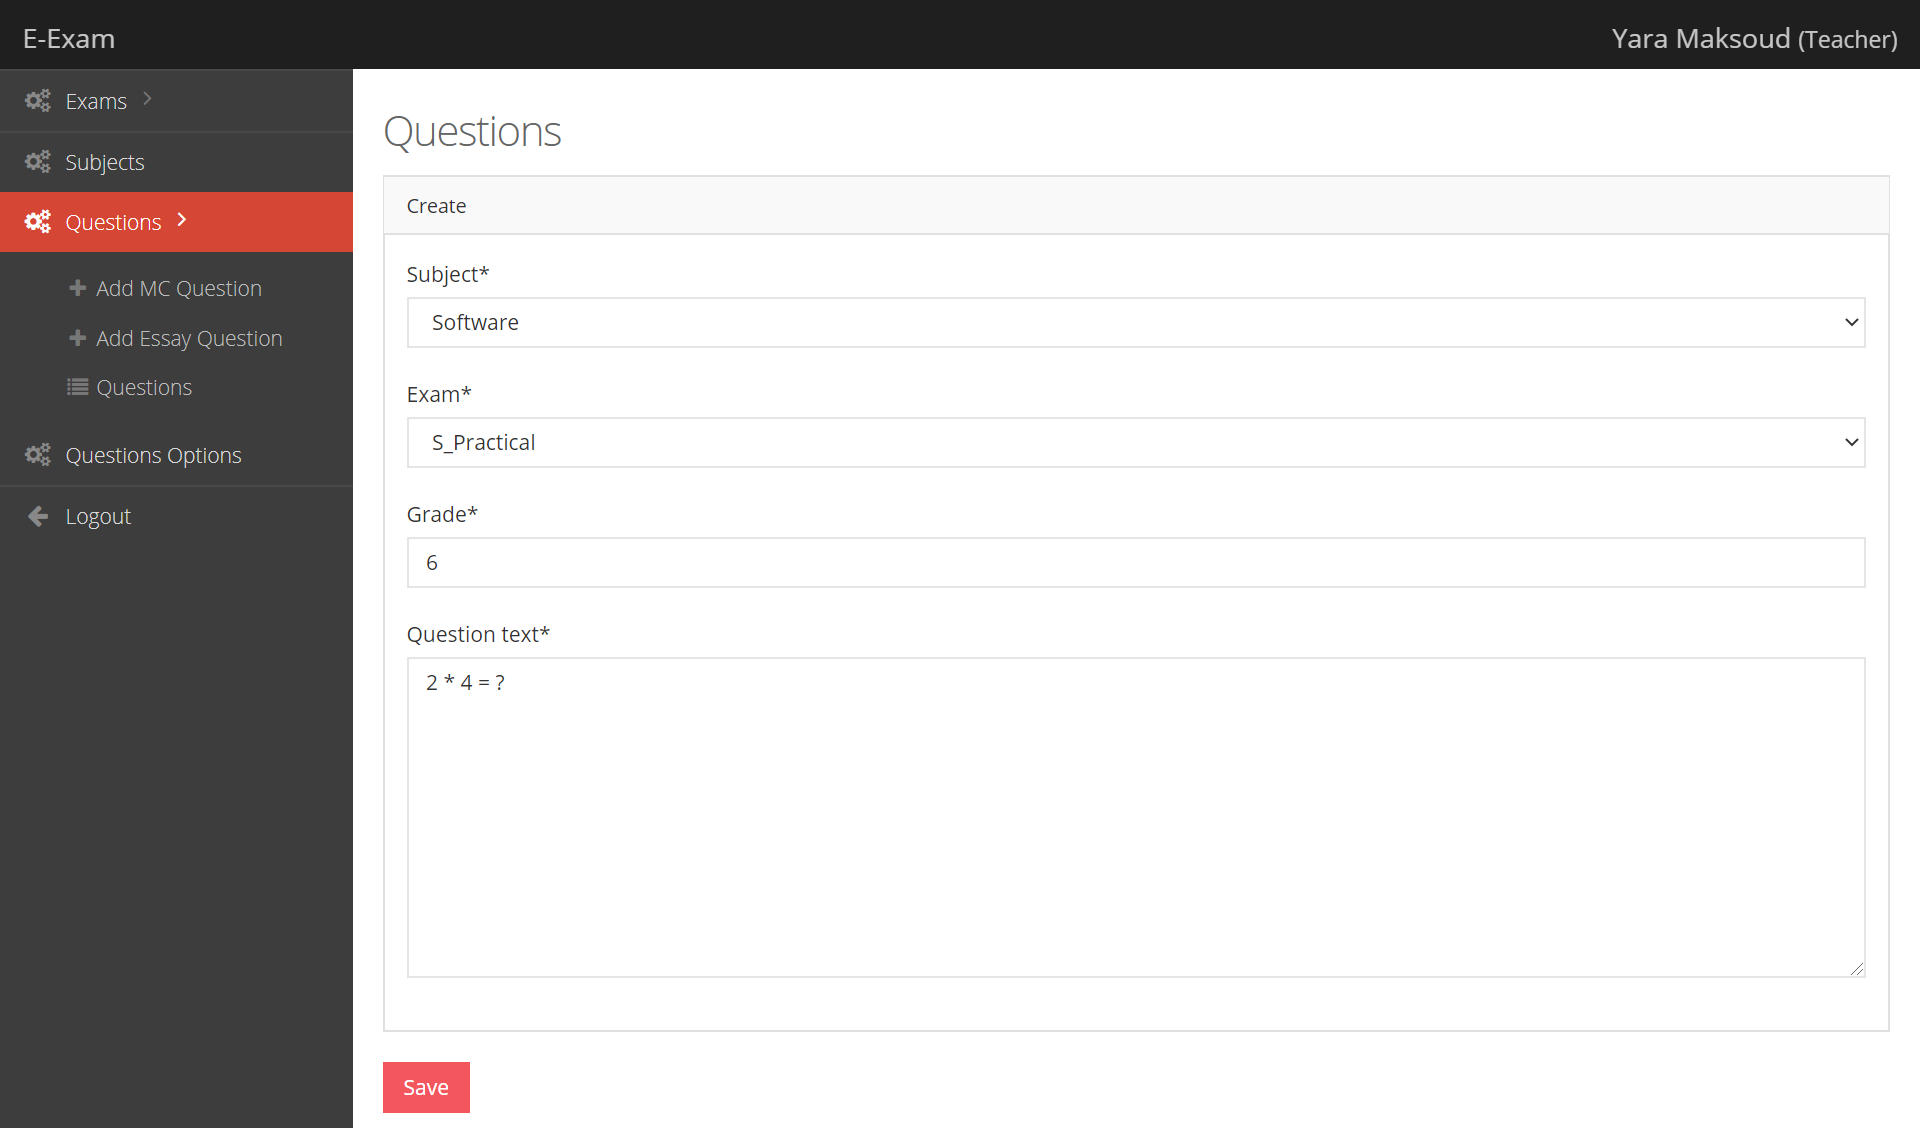 E-Exam
Yara Maksoud (Teacher)
Exams
Subjects
Questions
Add MC Question
Add Essay Question
Questions
Questions Options
Logout
Questions
Create
Subject*
Software
Exam*
S_Practical
Grade*
6
Question text*
2 * 4 = ?
Save